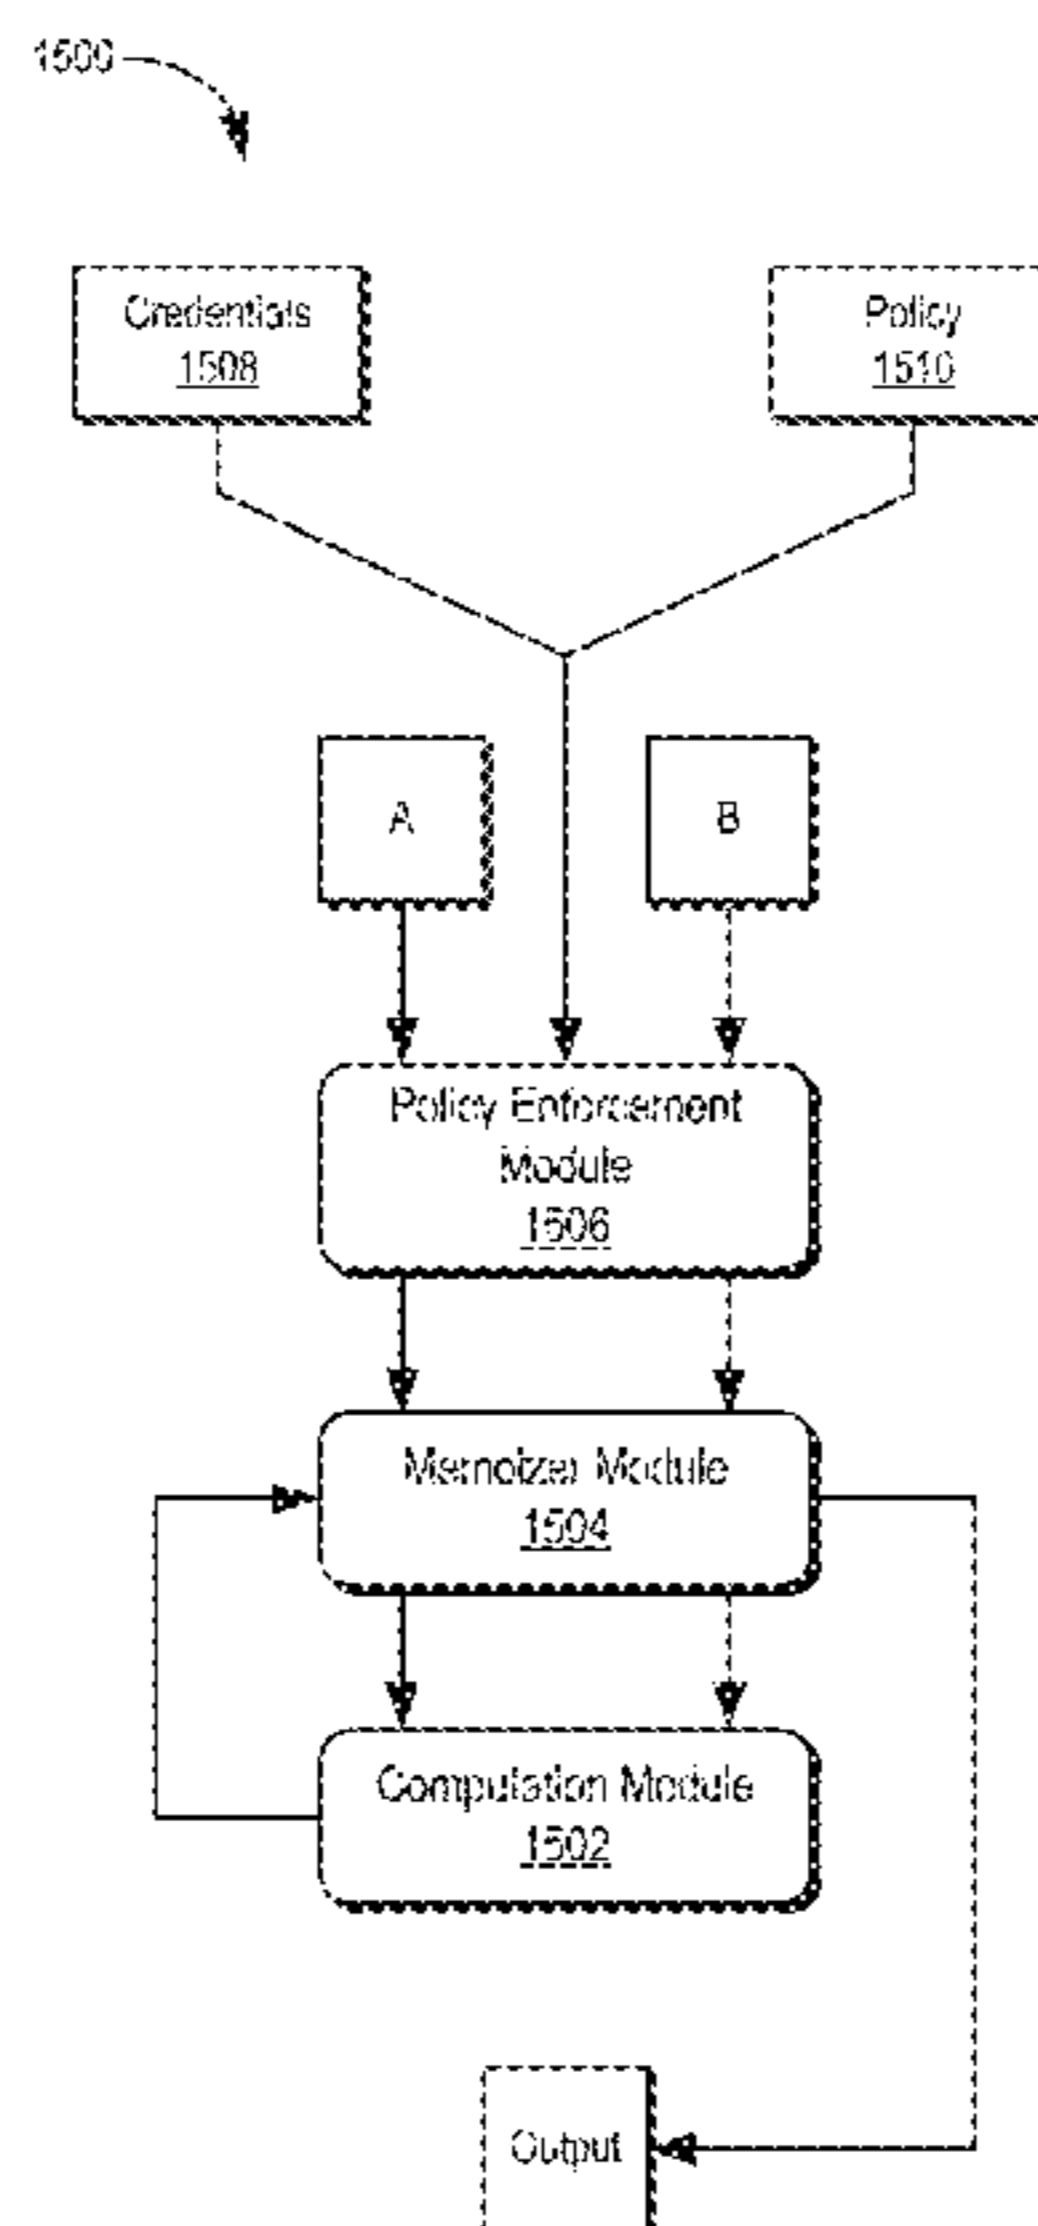 1500
Credentials
1508
Policy
1510
A
B
Policy Enforcement
Module
1506
Memoizer Module
1504
Computation Module
1502
Output